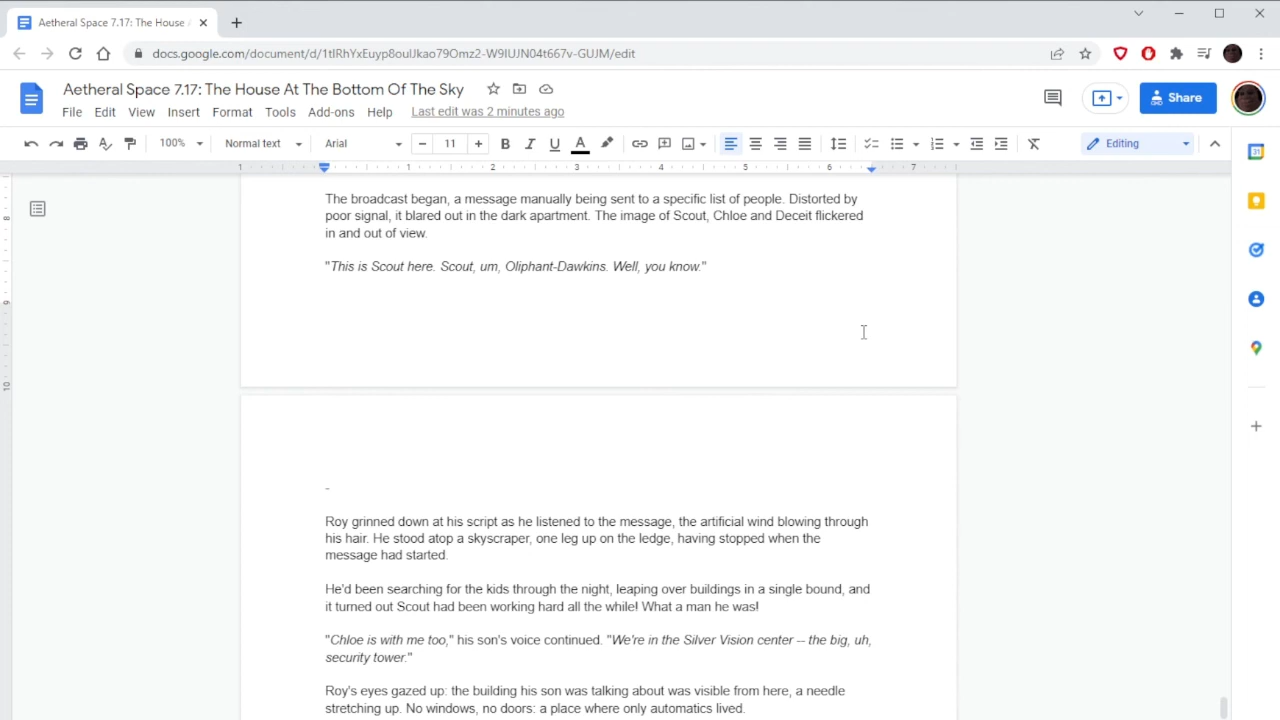 Aetheral Space 7.17: The House
docs.google.com/document/d/1tlRhYxEuyp8oulJkao79Omz2-W9IUJN04t667v-GUJM/edit
Aetheral Space 7.17: The House At The Bottom Of The Sky
File Edit View Insert Format Tools Add-ons Help Last edit was 2 minutes ago
Share
100% Normal text Arial 11 B I U A Editing
1 1 2 3 4 5 6 7
8
9
10
The broadcast began, a message manually being sent to a specific list of people. Distorted by
poor signal, it blared out in the dark apartment. The image of Scout, Chloe and Deceit flickered
in and out of view.
"This is Scout here. Scout, um, Oliphant-Dawkins. Well, you know."
-
Roy grinned down at his script as he listened to the message, the artificial wind blowing through
his hair. He stood atop a skyscraper, one leg up on the ledge, having stopped when the
message had started.
He'd been searching for the kids through the night, leaping over buildings in a single bound, and
it turned out Scout had been working hard all the while! What a man he was!
"Chloe is with me too," his son's voice continued. "We're in the Silver Vision center -- the big, uh,
security tower."
Roy's eyes gazed up: the building his son was talking about was visible from here, a needle
stretching up. No windows, no doors: a place where only automatics lived.